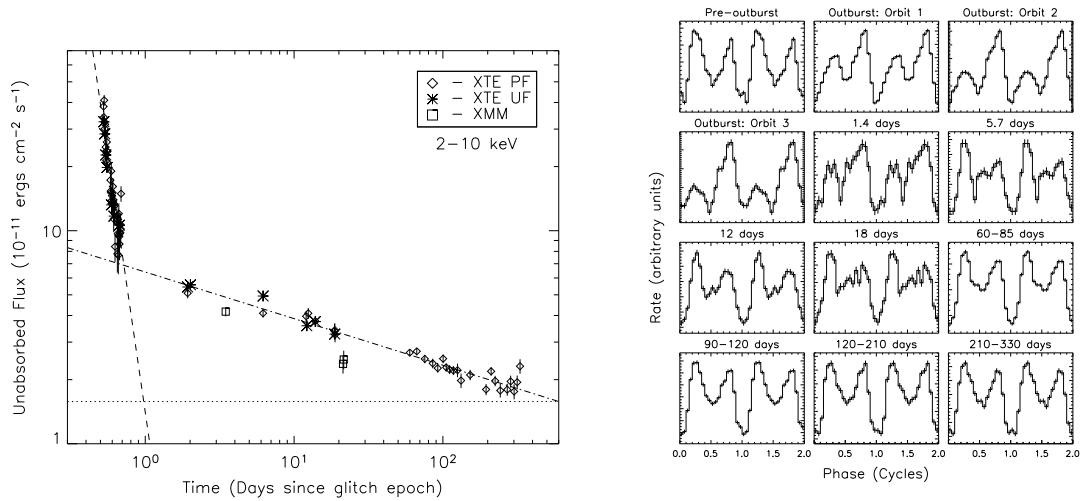 ◇ – XTE PF
✳ – XTE UF
□ – XMM
2–10 keV
Unabsorbed Flux (10⁻¹¹ ergs cm⁻² s⁻¹)
10
1
10⁰ 10¹ 10²
Time (Days since glitch epoch)
Pre–outburst Outburst: Orbit 1 Outburst: Orbit 2
Outburst: Orbit 3 1.4 days 5.7 days
12 days 18 days 60–85 days
90–120 days 120–210 days 210–330 days
Rate (arbitrary units)
0.0 0.5 1.0 1.5 2.0 0.5 1.0 1.5 2.0 0.5 1.0 1.5 2.0
Phase (Cycles)